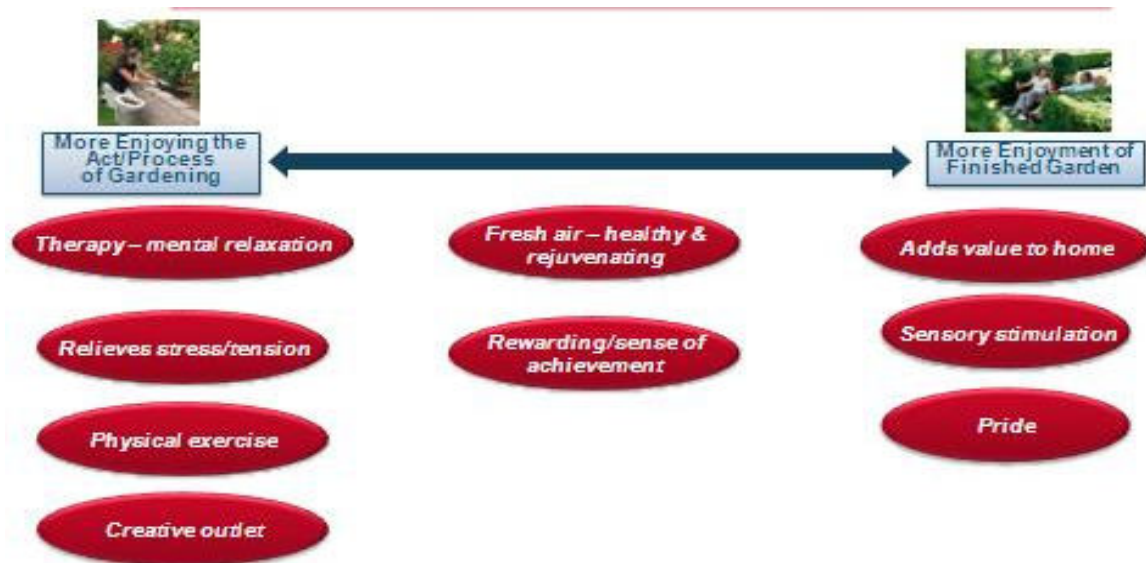 More Enjoying the
Act/Process
of Gardening
More Enjoyment of
Finished Garden
Therapy – mental relaxation
Relieves stress/tension
Physical exercise
Creative outlet
Fresh air – healthy &
rejuvenating
Rewarding/sense of
achievement
Adds value to home
Sensory stimulation
Pride